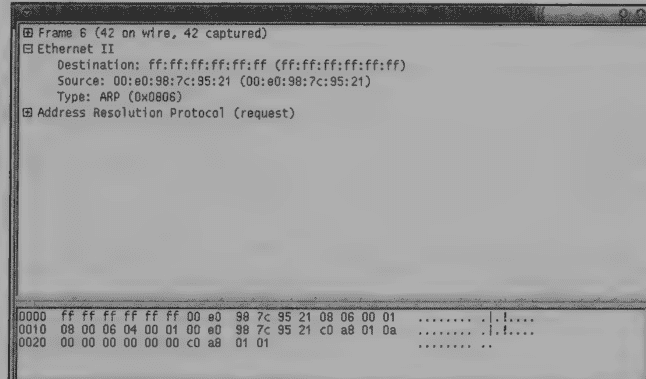 Frame 6 (42 on wire, 42 captured)
Ethernet II
Destination: ff:ff:ff:ff:ff:ff (ff:ff:ff:ff:ff:ff)
Source: 00:e0:98:7c:95:21 (00:e0:98:7c:95:21)
Type: ARP (0x0806)
Address Resolution Protocol (request)
0000 ff ff ff ff ff ff 00 e0 98 7c 95 21 08 06 00 01 ........ .|.!....
0010 08 00 06 04 00 01 00 e0 98 7c 95 21 c0 a8 01 0a ........ .|.!....
0020 00 00 00 00 00 00 c0 a8 01 01 ........ ..